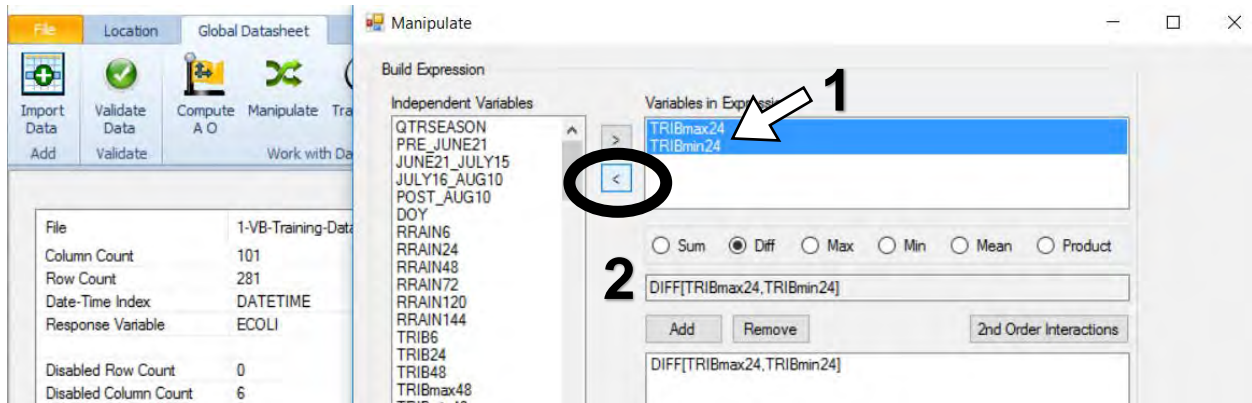 File
Location
Global Datasheet
Import
Data
Add
Validate
Data
Validate
Compute
A O
Manipulate
Tra
Work with Da
File 1-VB-Training-Data
Column Count 101
Row Count 281
Date-Time Index DATETIME
Response Variable ECOLI
Disabled Row Count 0
Disabled Column Count 6
Manipulate
Build Expression
Independent Variables
QTRSEASON
PRE_JUNE21
JUNE21_JULY15
JULY16_AUG10
POST_AUG10
DOY
RRAIN6
RRAIN24
RRAIN48
RRAIN72
RRAIN120
RRAIN144
TRIB6
TRIB24
TRIB48
TRIBmax48
>
<
Variables in Expression
1
TRIBmax24
TRIBmin24
Sum Diff Max Min Mean Product
2
DIFF[TRIBmax24,TRIBmin24]
Add Remove 2nd Order Interactions
DIFF[TRIBmax24,TRIBmin24]